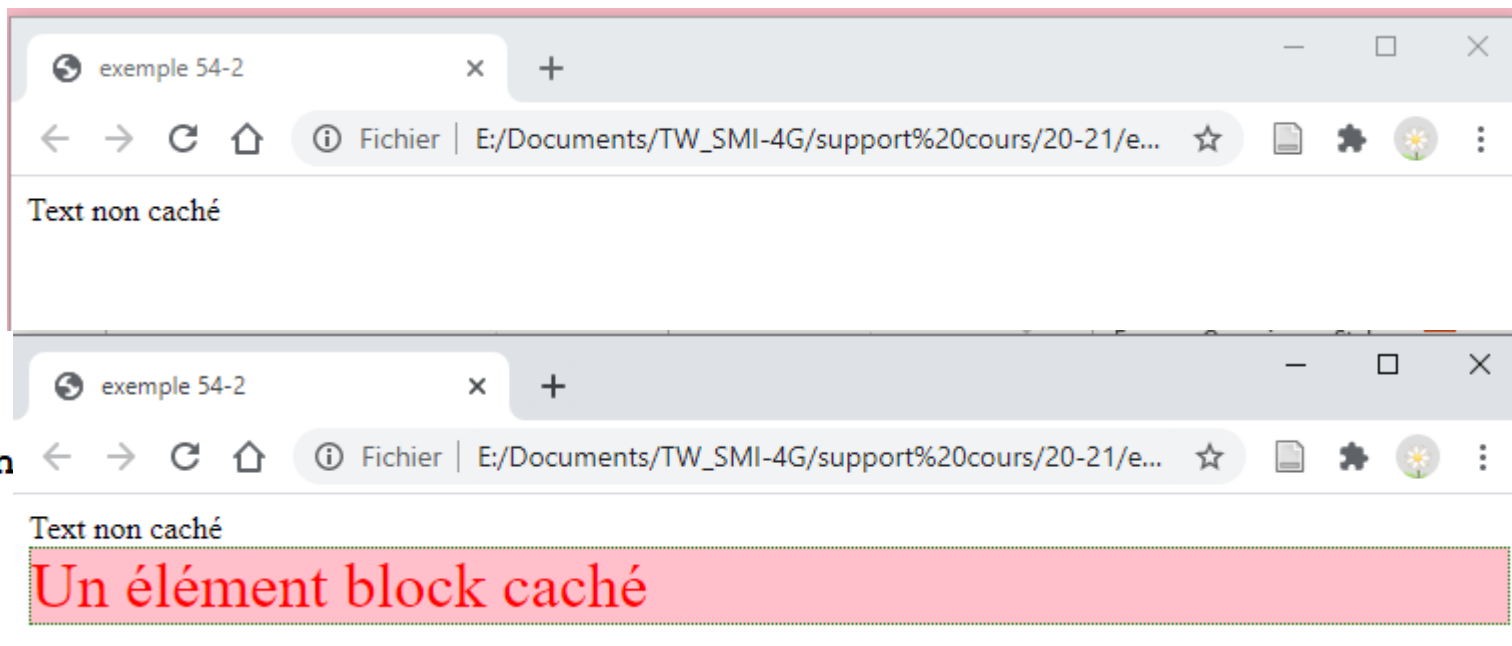 exemple 54-2
Fichier E:/Documents/TW_SMI-4G/support%20cours/20-21/e...
Text non caché
exemple 54-2
n
Fichier E:/Documents/TW_SMI-4G/support%20cours/20-21/e...
Text non caché
Un élément block caché